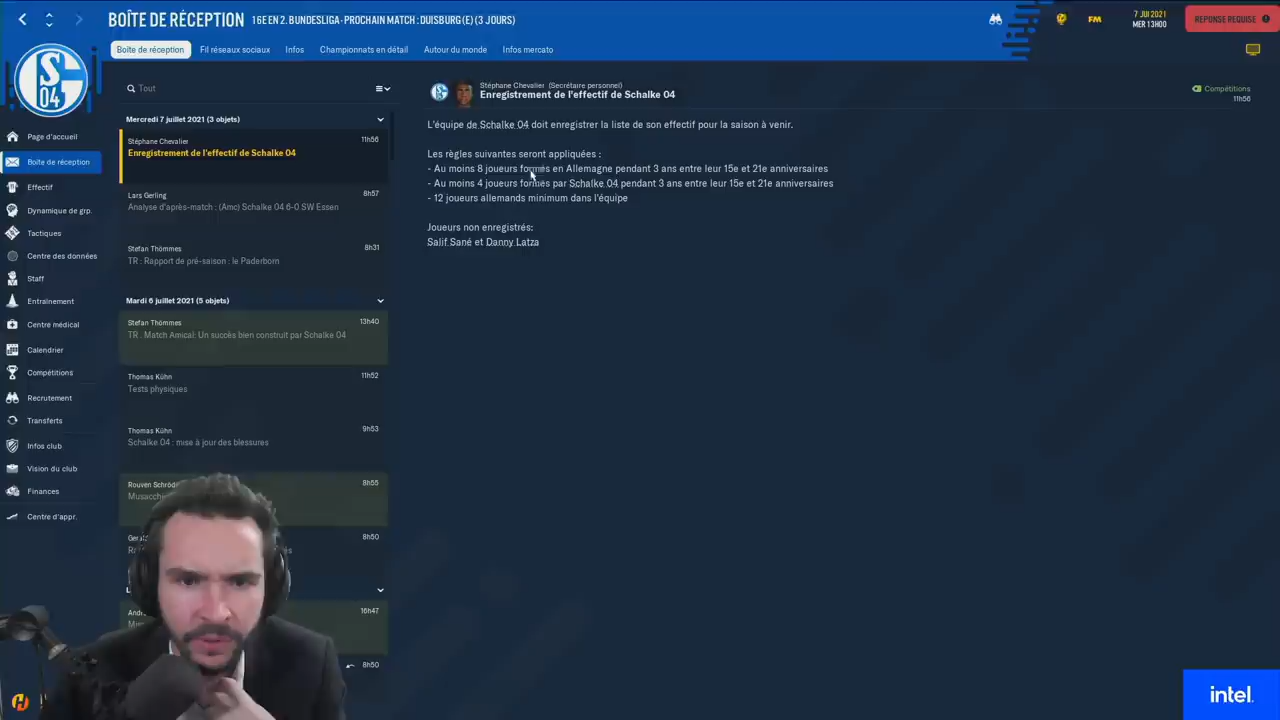 BOÎTE DE RÉCEPTION
16E EN 2. BUNDESLIGA - PROCHAIN MATCH : DUISBURG (E) (3 JOURS)
FM
7 JUI 2021
MER 13H00
RÉPONSE REQUISE
Boîte de réception
Fil réseaux sociaux
Infos
Championnats en détail
Autour du monde
Infos mercato
S
04
Page d'accueil
Boîte de réception
Effectif
Dynamique de grp.
Tactiques
Centre des données
Staff
Entraînement
Centre médical
Calendrier
Compétitions
Recrutement
Transferts
Infos club
Vision du club
Finances
Centre d'appr.
Tout
Mercredi 7 juillet 2021 (3 objets)
Stéphane Chevalier
11h56
Enregistrement de l'effectif de Schalke 04
Lars Gerling
8h57
Analyse d'après-match : (Amc) Schalke 04 6-0 SW Essen
Stefan Thömmes
8h31
TR : Rapport de pré-saison : le Paderborn
Mardi 6 juillet 2021 (5 objets)
Stefan Thömmes
13h40
TR : Match Amical: Un succès bien construit par Schalke 04
Thomas Kühn
11h52
Tests physiques
Thomas Kühn
9h53
Schalke 04 : mise à jour des blessures
Rouven Schröd
8h55
Musacch
8h50
16h47
8h50
Stéphane Chevalier (Secrétaire personnel)
Enregistrement de l'effectif de Schalke 04
Compétitions
11h56
L'équipe de Schalke 04 doit enregistrer la liste de son effectif pour la saison à venir.
Les règles suivantes seront appliquées :
- Au moins 8 joueurs formés en Allemagne pendant 3 ans entre leur 15e et 21e anniversaires
- Au moins 4 joueurs formés par Schalke 04 pendant 3 ans entre leur 15e et 21e anniversaires
- 12 joueurs allemands minimum dans l'équipe
Joueurs non enregistrés:
Salif Sané et Danny Latza
intel.